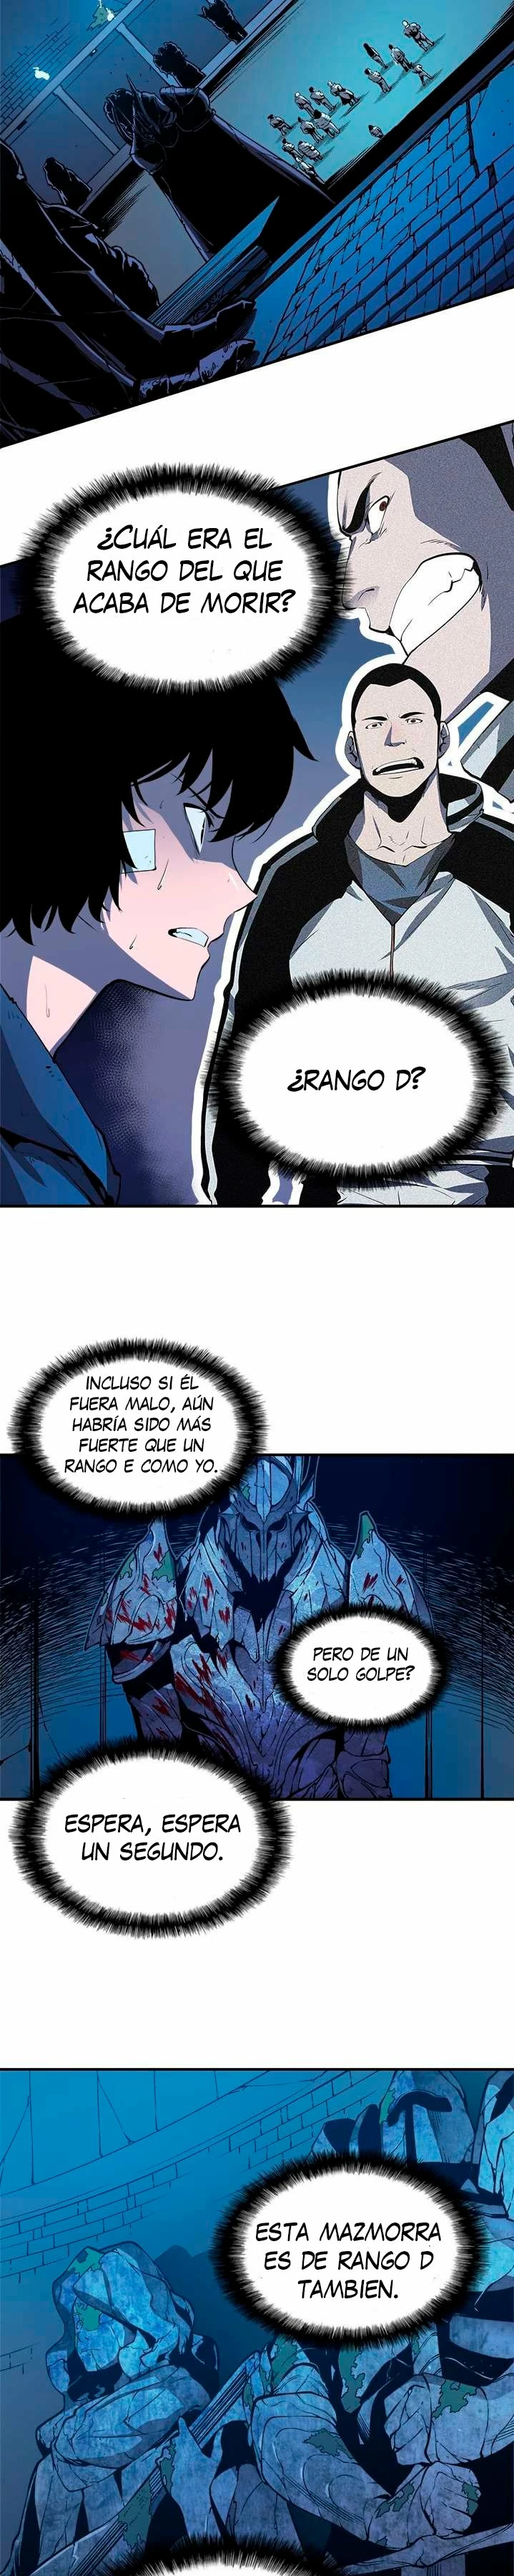 ¿CUÁL ERA EL
RANGO DEL QUE
ACABA DE MORIR?
¿RANGO D?
INCLUSO SI ÉL
FUERA MALO, AÚN
HABRÍA SIDO MÁS
FUERTE QUE UN
RANGO E COMO YO.
PERO DE UN
SOLO GOLPE?
ESPERA, ESPERA
UN SEGUNDO.
ESTA MAZMORRA
ES DE RANGO D
TAMBIEN.